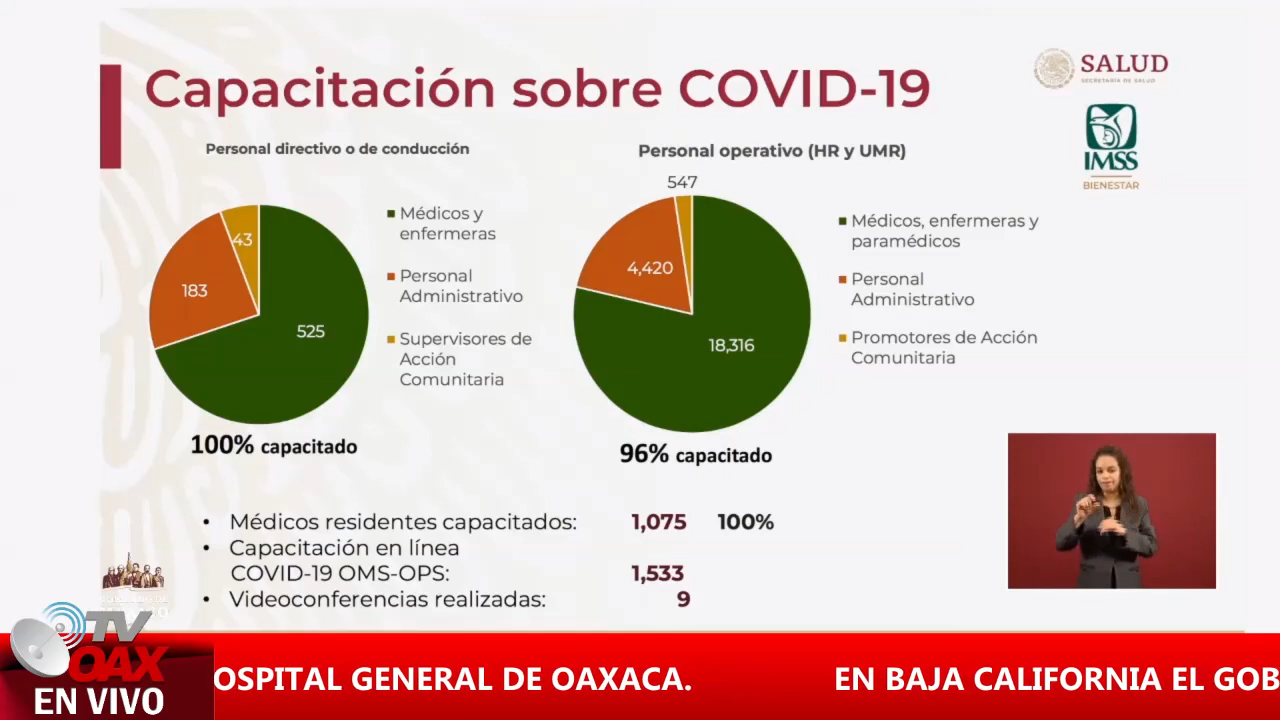 Capacitación sobre COVID-19
SALUD
SECRETARÍA DE SALUD
IMSS
BIENESTAR
Personal directivo o de conducción
43
183
525
Médicos y
enfermeras
Personal
Administrativo
Supervisores de
Acción
Comunitaria
100% capacitado
Personal operativo (HR y UMR)
547
4,420
18,316
Médicos, enfermeras y
paramédicos
Personal
Administrativo
Promotores de Acción
Comunitaria
96% capacitado
• Médicos residentes capacitados: 1,075 100%
• Capacitación en línea
COVID-19 OMS-OPS: 1,533
• Videoconferencias realizadas: 9
TV
OAX
EN VIVO
OSPITAL GENERAL DE OAXACA. EN BAJA CALIFORNIA EL GOB